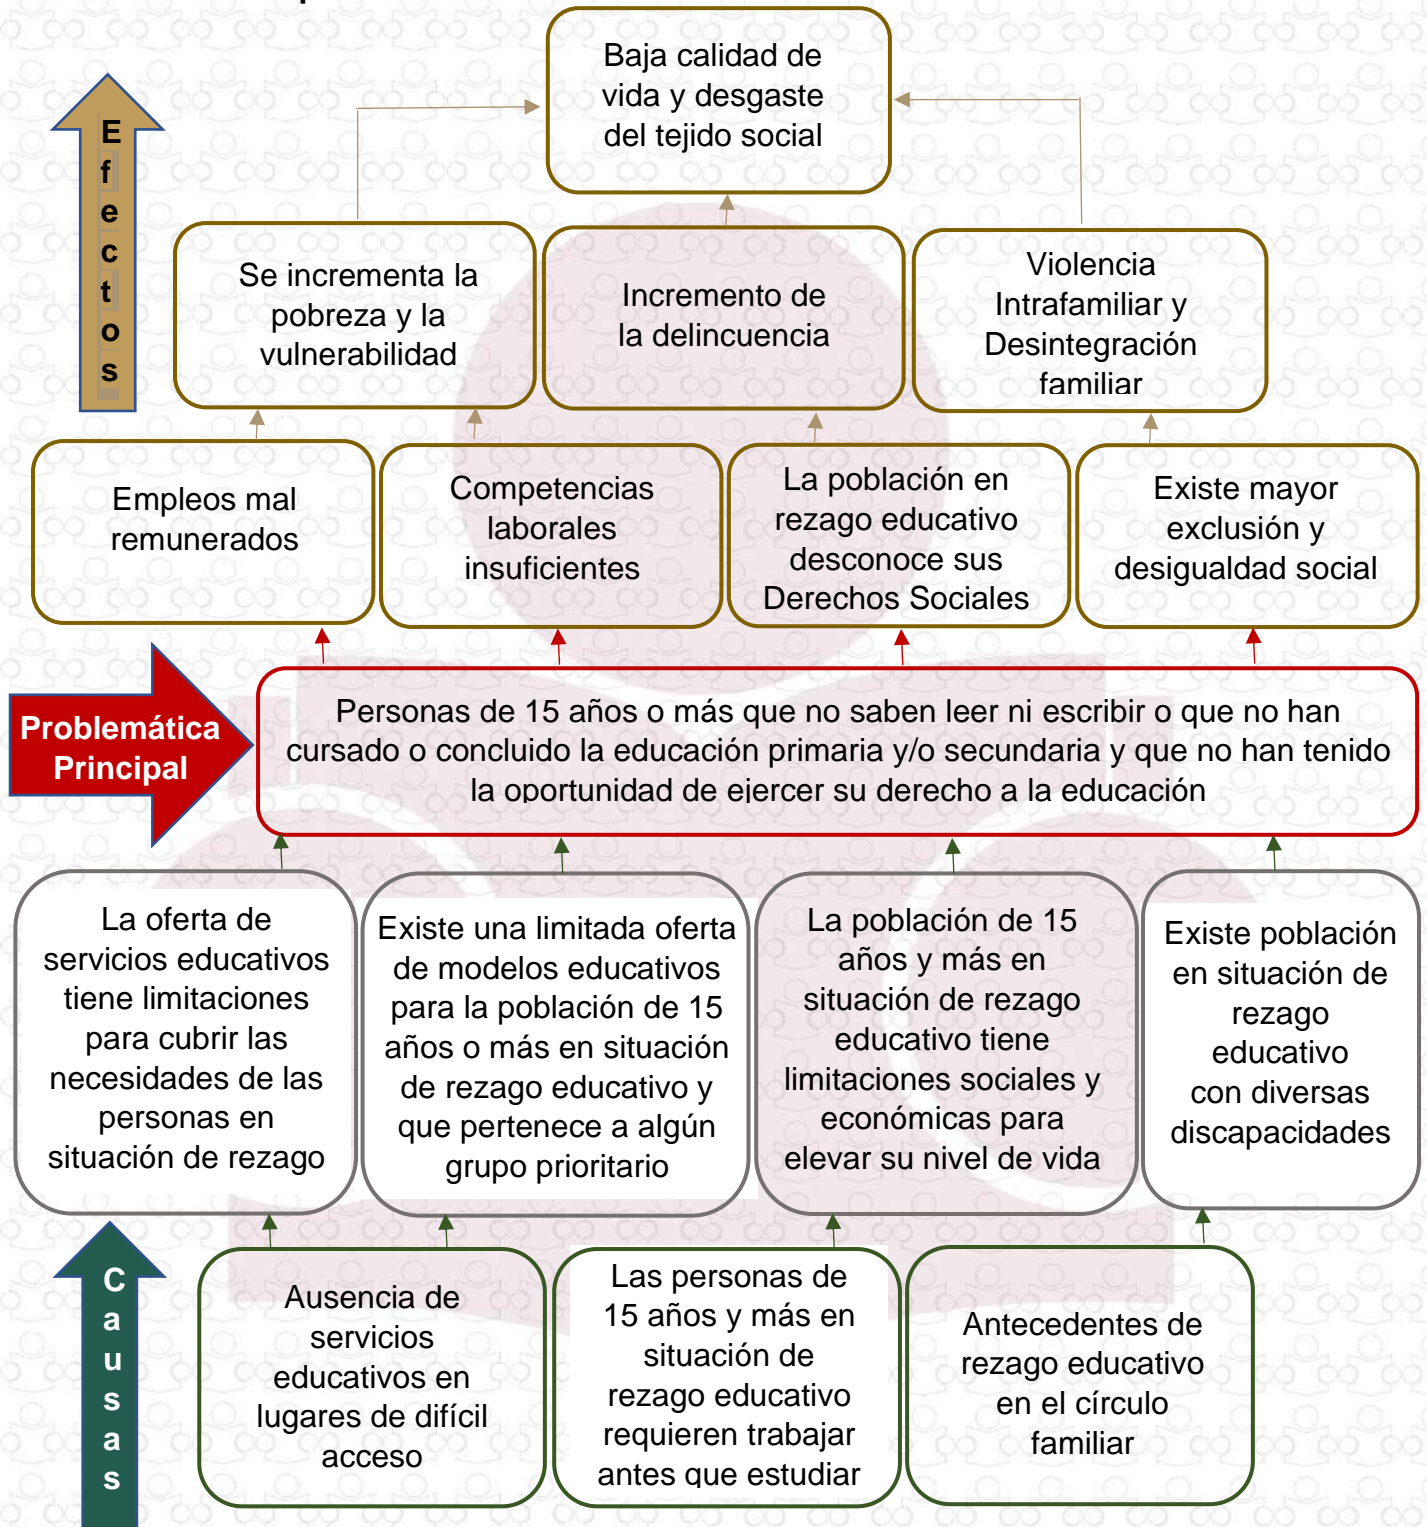 Baja calidad de
vida y desgaste
del tejido social
Efectos
Se incrementa la
pobreza y la
vulnerabilidad
Incremento de
la delincuencia
Violencia
Intrafamiliar y
Desintegración
familiar
Empleos mal
remunerados
Competencias
laborales
insuficientes
La población en
rezago educativo
desconoce sus
Derechos Sociales
Existe mayor
exclusión y
desigualdad social
Problemática
Principal
Personas de 15 años o más que no saben leer ni escribir o que no han
cursado o concluido la educación primaria y/o secundaria y que no han tenido
la oportunidad de ejercer su derecho a la educación
La oferta de
servicios educativos
tiene limitaciones
para cubrir las
necesidades de las
personas en
situación de rezago
Existe una limitada oferta
de modelos educativos
para la población de 15
años o más en situación
de rezago educativo y
que pertenece a algún
grupo prioritario
La población de 15
años y más en
situación de rezago
educativo tiene
limitaciones sociales y
económicas para
elevar su nivel de vida
Existe población
en situación de
rezago
educativo
con diversas
discapacidades
Causas
Ausencia de
servicios
educativos en
lugares de difícil
acceso
Las personas de
15 años y más en
situación de
rezago educativo
requieren trabajar
antes que estudiar
Antecedentes de
rezago educativo
en el círculo
familiar